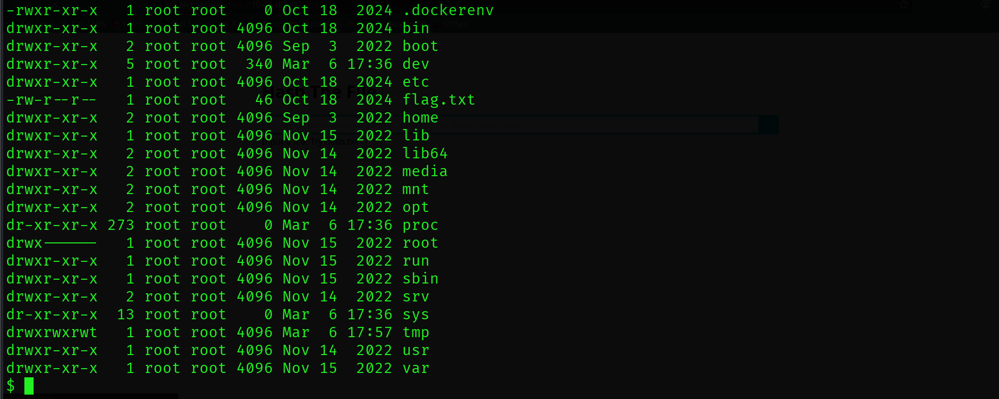 -rwxr-xr-x   1 root root    0 Oct 18  2024 .dockerenv
drwxr-xr-x   1 root root 4096 Oct 18  2024 bin
drwxr-xr-x   2 root root 4096 Sep  3  2022 boot
drwxr-xr-x   5 root root  340 Mar  6 17:36 dev
drwxr-xr-x   1 root root 4096 Oct 18  2024 etc
Hash The File
-rw-r--r--   1 root root   46 Oct 18  2024 flag.txt
drwxr-xr-x   2 root root 4096 Sep  3  2022 home
drwxr-xr-x   1 root root 4096 Nov 15  2022 lib
drwxr-xr-x   2 root root 4096 Nov 14  2022 lib64
drwxr-xr-x   2 root root 4096 Nov 14  2022 media
drwxr-xr-x   2 root root 4096 Nov 14  2022 mnt
drwxr-xr-x   2 root root 4096 Nov 14  2022 opt
dr-xr-xr-x 273 root root    0 Mar  6 17:36 proc
drwx------   1 root root 4096 Nov 15  2022 root
drwxr-xr-x   1 root root 4096 Nov 15  2022 run
drwxr-xr-x   1 root root 4096 Nov 15  2022 sbin
drwxr-xr-x   2 root root 4096 Nov 14  2022 srv
dr-xr-xr-x  13 root root    0 Mar  6 17:36 sys
drwxrwxrwt   1 root root 4096 Mar  6 17:57 tmp
drwxr-xr-x   1 root root 4096 Nov 14  2022 usr
drwxr-xr-x   1 root root 4096 Nov 15  2022 var
$